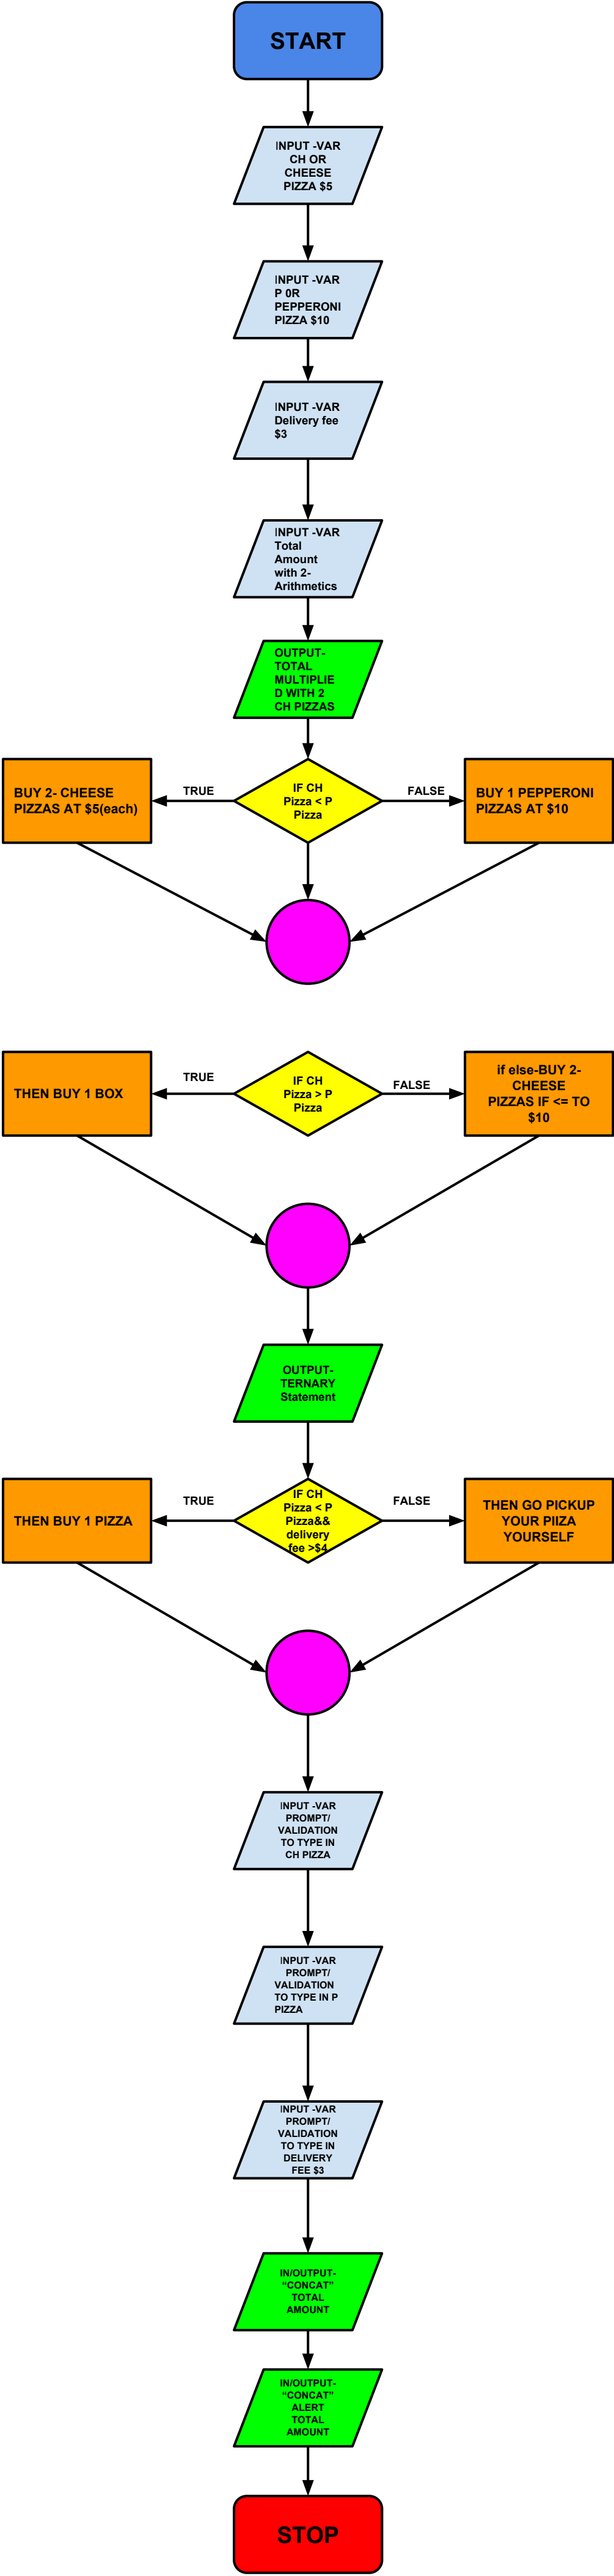 START
INPUT -VAR
CH OR
CHEESE
PIZZA $5
INPUT -VAR
P 0R
PEPPERONI
PIZZA $10
INPUT -VAR
Delivery fee
$3
INPUT -VAR
Total
Amount
with 2-
Arithmetics
OUTPUT-
TOTAL
MULTIPLIE
D WITH 2
CH PIZZAS
BUY 2- CHEESE
PIZZAS AT $5(each)
TRUE
IF CH
Pizza < P
Pizza
FALSE
BUY 1 PEPPERONI
PIZZAS AT $10
THEN BUY 1 BOX
TRUE
IF CH
Pizza > P
Pizza
FALSE
if else-BUY 2-
CHEESE
PIZZAS IF <= TO
$10
OUTPUT-
TERNARY
Statement
THEN BUY 1 PIZZA
TRUE
IF CH
Pizza < P
Pizza&&
delivery
fee >$4
FALSE
THEN GO PICKUP
YOUR PIIZA
YOURSELF
INPUT -VAR
PROMPT/
VALIDATION
TO TYPE IN
CH PIZZA
INPUT -VAR
PROMPT/
VALIDATION
TO TYPE IN P
PIZZA
INPUT -VAR
PROMPT/
VALIDATION
TO TYPE IN
DELIVERY
FEE $3
IN/OUTPUT-
“CONCAT”
TOTAL
AMOUNT
IN/OUTPUT-
“CONCAT”
ALERT
TOTAL
AMOUNT
STOP